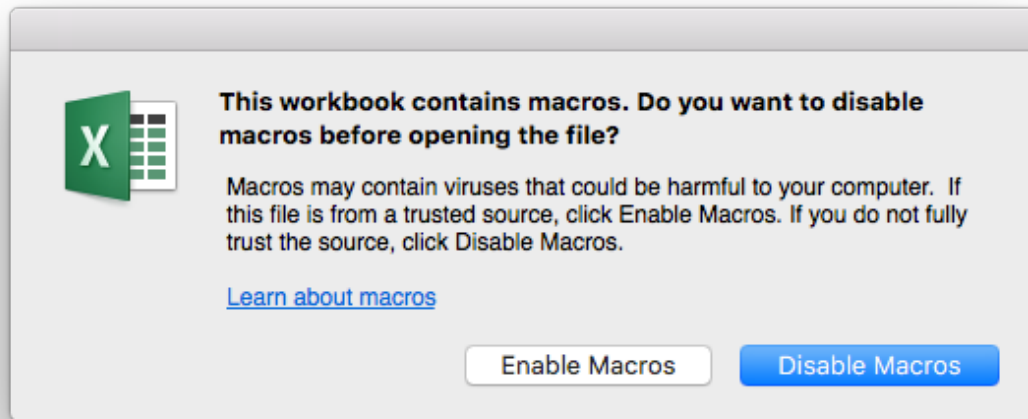 This workbook contains macros. Do you want to disable
macros before opening the file?
Macros may contain viruses that could be harmful to your computer.  If
this file is from a trusted source, click Enable Macros. If you do not fully
trust the source, click Disable Macros.
Learn about macros
Enable Macros
Disable Macros